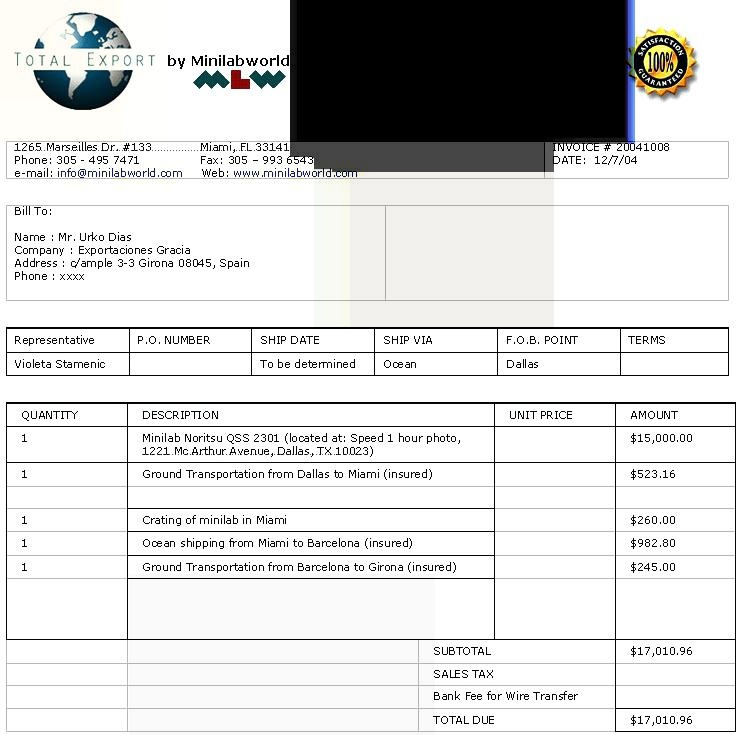 TOTAL EXPORT by Minilabworld
MLW
SATISFACTION
100%
GUARANTEED
1265 Marseilles Dr. #133............... Miami, FL 33141
INVOICE # 20041008
Phone: 305 - 495 7471 Fax: 305 – 993 6543
DATE: 12/7/04
e-mail: info@minilabworld.com Web: www.minilabworld.com
Bill To:
Name : Mr. Urko Dias
Company : Exportaciones Gracia
Address : c/ample 3-3 Girona 08045, Spain
Phone : xxxx
Representative P.O. NUMBER SHIP DATE SHIP VIA F.O.B. POINT TERMS
Violeta Stamenic To be determined Ocean Dallas
QUANTITY DESCRIPTION UNIT PRICE AMOUNT
1 Minilab Noritsu QSS 2301 (located at: Speed 1 hour photo, $15,000.00
1221 Mc Arthur Avenue, Dallas, TX 10023)
1 Ground Transportation from Dallas to Miami (insured) $523.16
1 Crating of minilab in Miami $260.00
1 Ocean shipping from Miami to Barcelona (insured) $982.80
1 Ground Transportation from Barcelona to Girona (insured) $245.00
SUBTOTAL $17,010.96
SALES TAX
Bank Fee for Wire Transfer
TOTAL DUE $17,010.96